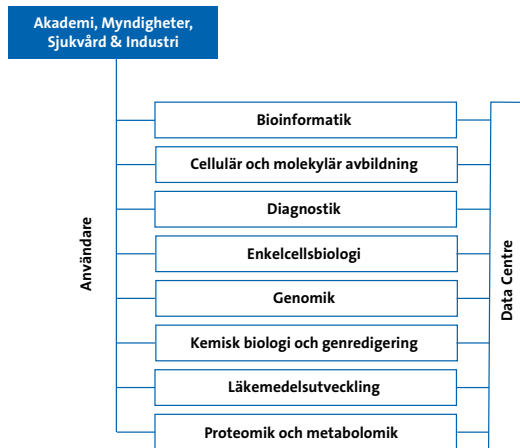 Akademi, Myndigheter,
Sjukvård & Industri
Användare
Bioinformatik
Cellulär och molekylär avbildning
Diagnostik
Enkelcellsbiologi
Genomik
Kemisk biologi och genredigering
Läkemedelsutveckling
Proteomik och metabolomik
Data Centre